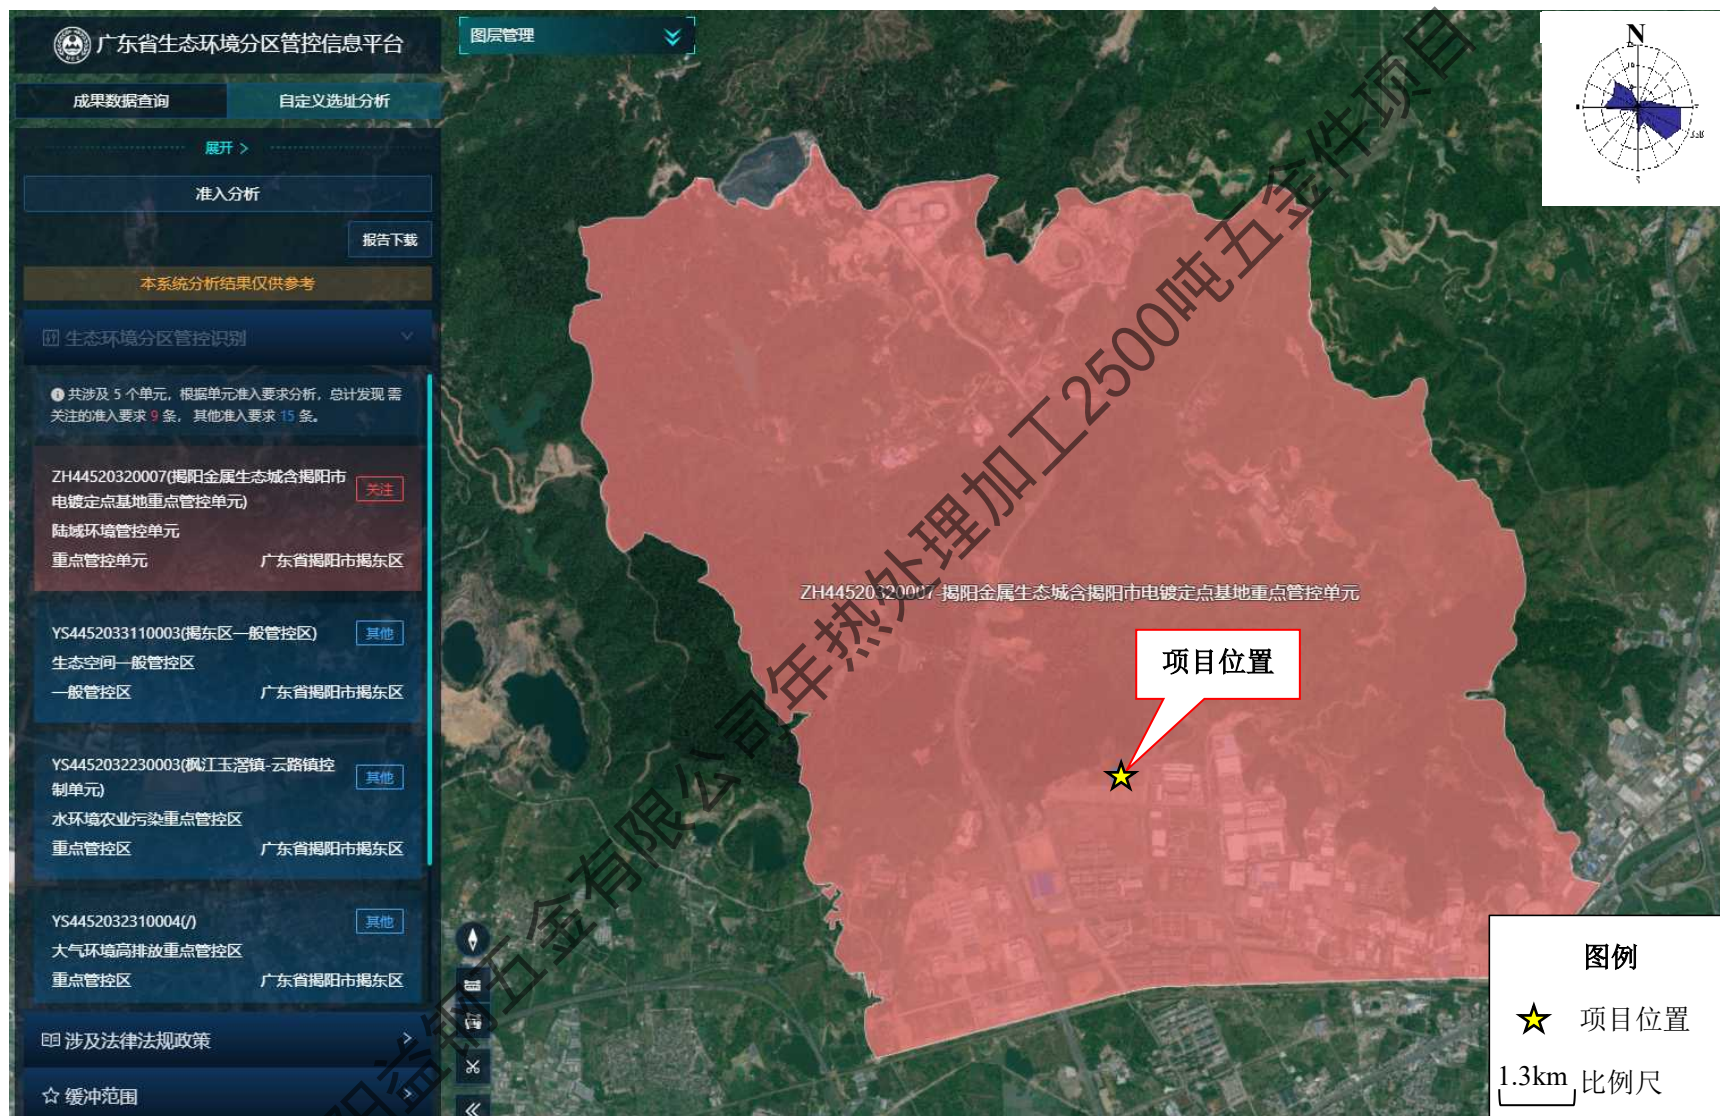 广东省生态环境分区管控信息平台
成果数据查询
自定义选址分析
展开 >
准入分析
报告下载
本系统分析结果仅供参考
生态环境分区管控识别
共涉及 5 个单元，根据单元准入要求分析，总计发现 需
关注的准入要求 9 条， 其他准入要求 15 条。
ZH44520320007(揭阳金属生态城含揭阳市
电镀定点基地重点管控单元)
关注
陆域环境管控单元
重点管控单元
广东省揭阳市揭东区
YS4452033110003(揭东区一般管控区)
其他
生态空间一般管控区
一般管控区
广东省揭阳市揭东区
YS4452032230003(枫江玉滘镇-云路镇控
制单元)
其他
水环境农业污染重点管控区
重点管控区
广东省揭阳市揭东区
YS4452032310004(/)
其他
大气环境高排放重点管控区
重点管控区
广东省揭阳市揭东区
涉及法律法规政策
缓冲范围
图层管理
N
ZH44520320007-揭阳金属生态城含揭阳市电镀定点基地重点管控单元
项目位置
图例
项目位置
1.3km 比例尺
阳益钢五金有限公司年热处理加工2500吨五金件项目